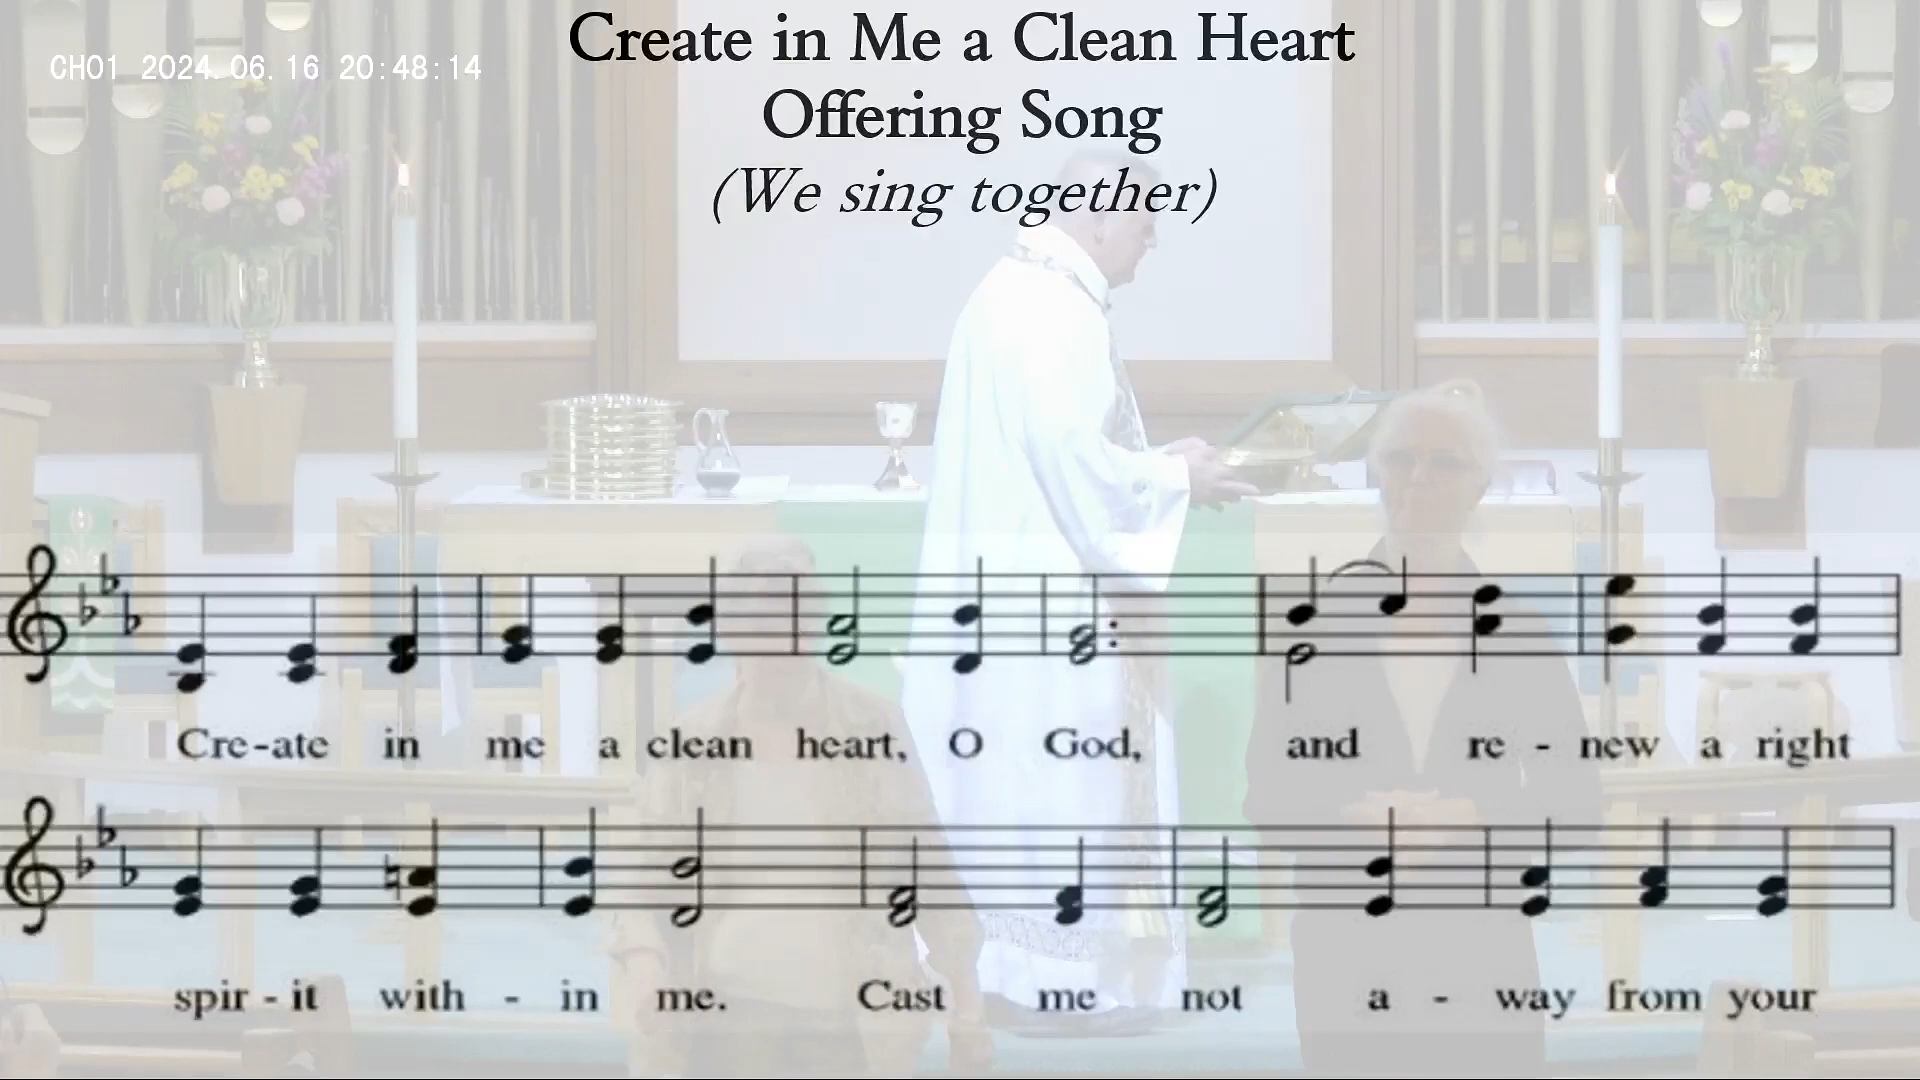 Create in Me a Clean Heart
CH01 2024.06.16 20:48:14
Offering Song
(We sing together)
Cre-ate in me a clean heart, O God, and re - new a right
spir - it with - in me. Cast me not a - way from your